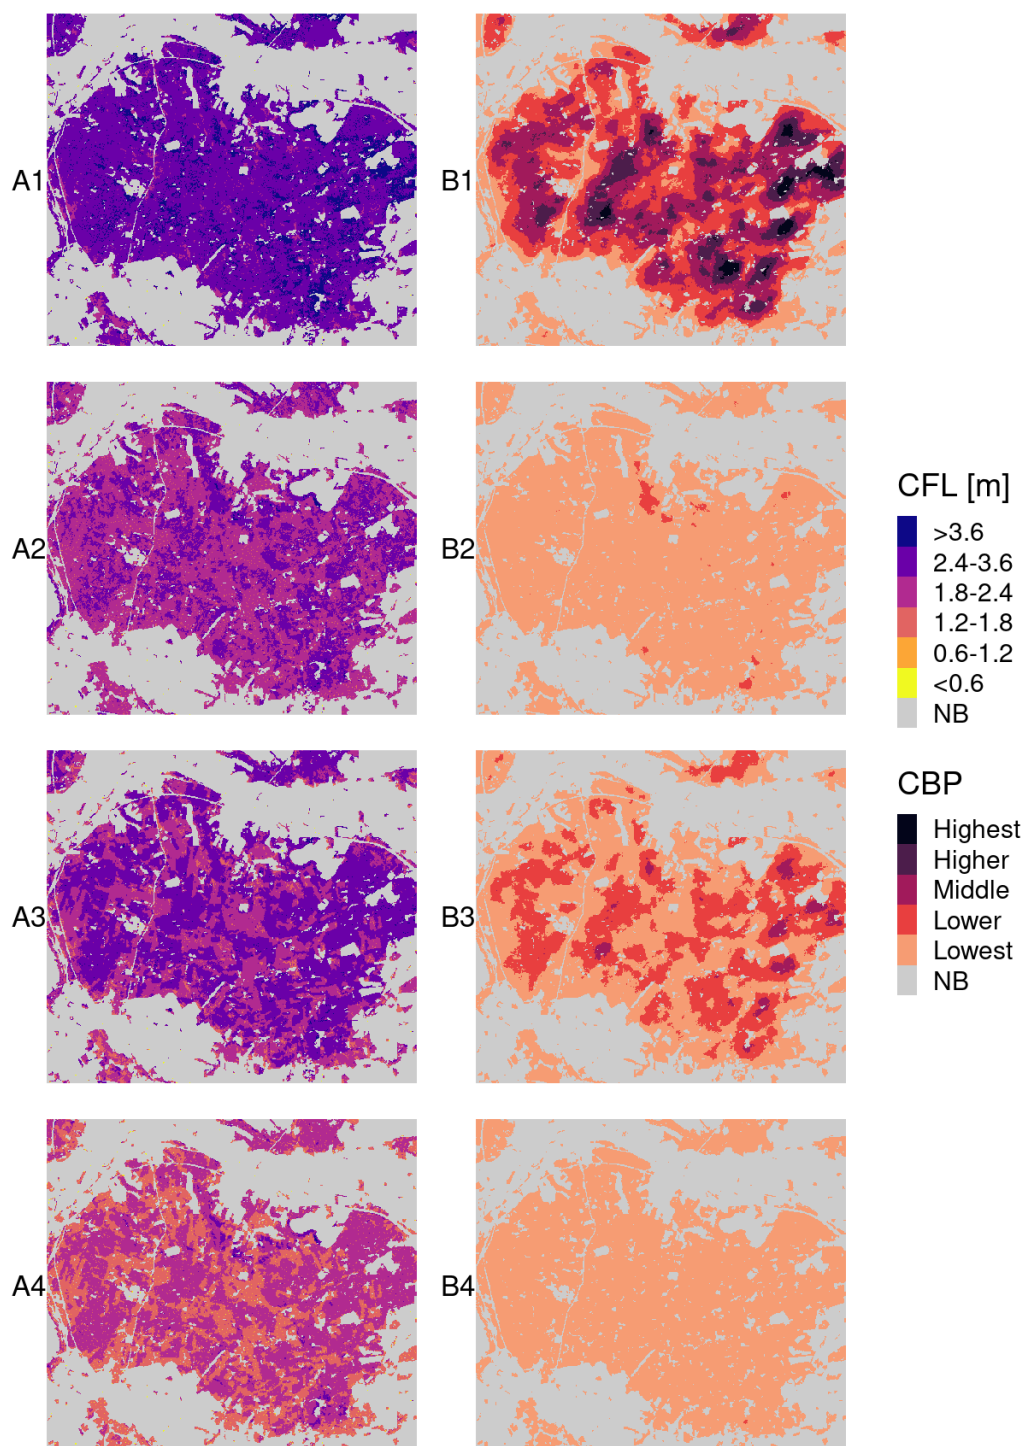 A1
B1
A2
B2
CFL [m]
>3.6
2.4-3.6
1.8-2.4
1.2-1.8
0.6-1.2
<0.6
NB
CBP
Highest
Higher
Middle
Lower
Lowest
NB
A3
B3
A4
B4